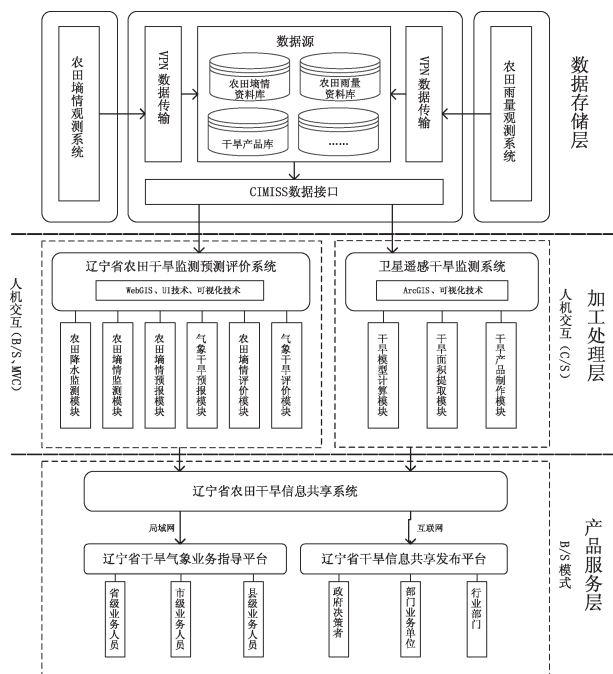 农田墒情观测系统
VPN数据传输
数据源
农田墒情
资料库
农田雨量
资料库
干旱产品库
……
VPN数据传输
农田雨量观测系统
数据存储层
CIMISS数据接口
人机交互(B/S、MVC)
辽宁省农田干旱监测预测评价系统
WebGIS、UI技术、可视化技术
农田降水监测模块
农田墒情监测模块
农田墒情预报模块
气象干旱预报模块
农田墒情评价模块
气象干旱评价模块
卫星遥感干旱监测系统
ArcGIS、可视化技术
干旱模型计算模块
干旱面积提取模块
干旱产品制作模块
人机交互(C/S)
加工处理层
辽宁省农田干旱信息共享系统
局域网
互联网
辽宁省干旱气象业务指导平台
辽宁省干旱信息共享发布平台
省级业务人员
市级业务人员
县级业务人员
政府决策者
部门业务单位
行业部门
B/S模式
产品服务层